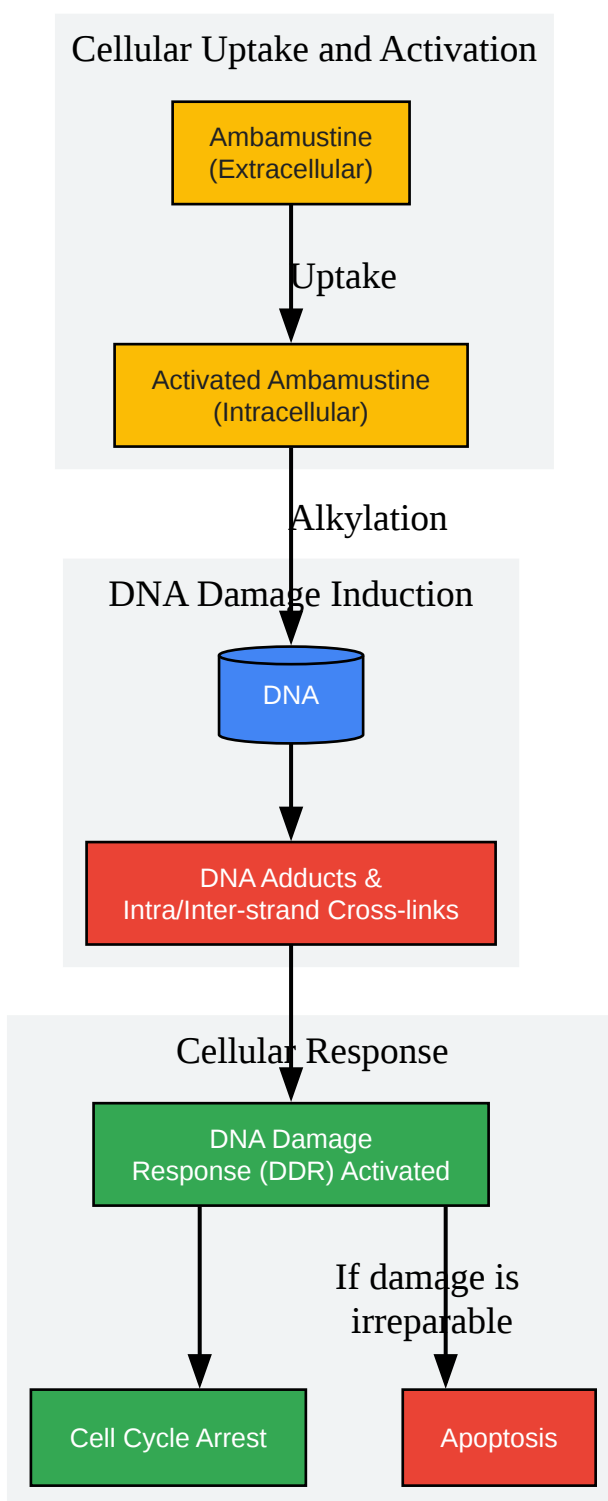 Cellular Uptake and Activation
Ambamustine
(Extracellular)
Uptake
Activated Ambamustine
(Intracellular)
Alkylation
DNA Damage Induction
DNA
DNA Adducts &
Intra/Inter-strand Cross-links
Cellular Response
DNA Damage
Response (DDR) Activated
If damage is
irreparable
Cell Cycle Arrest
Apoptosis